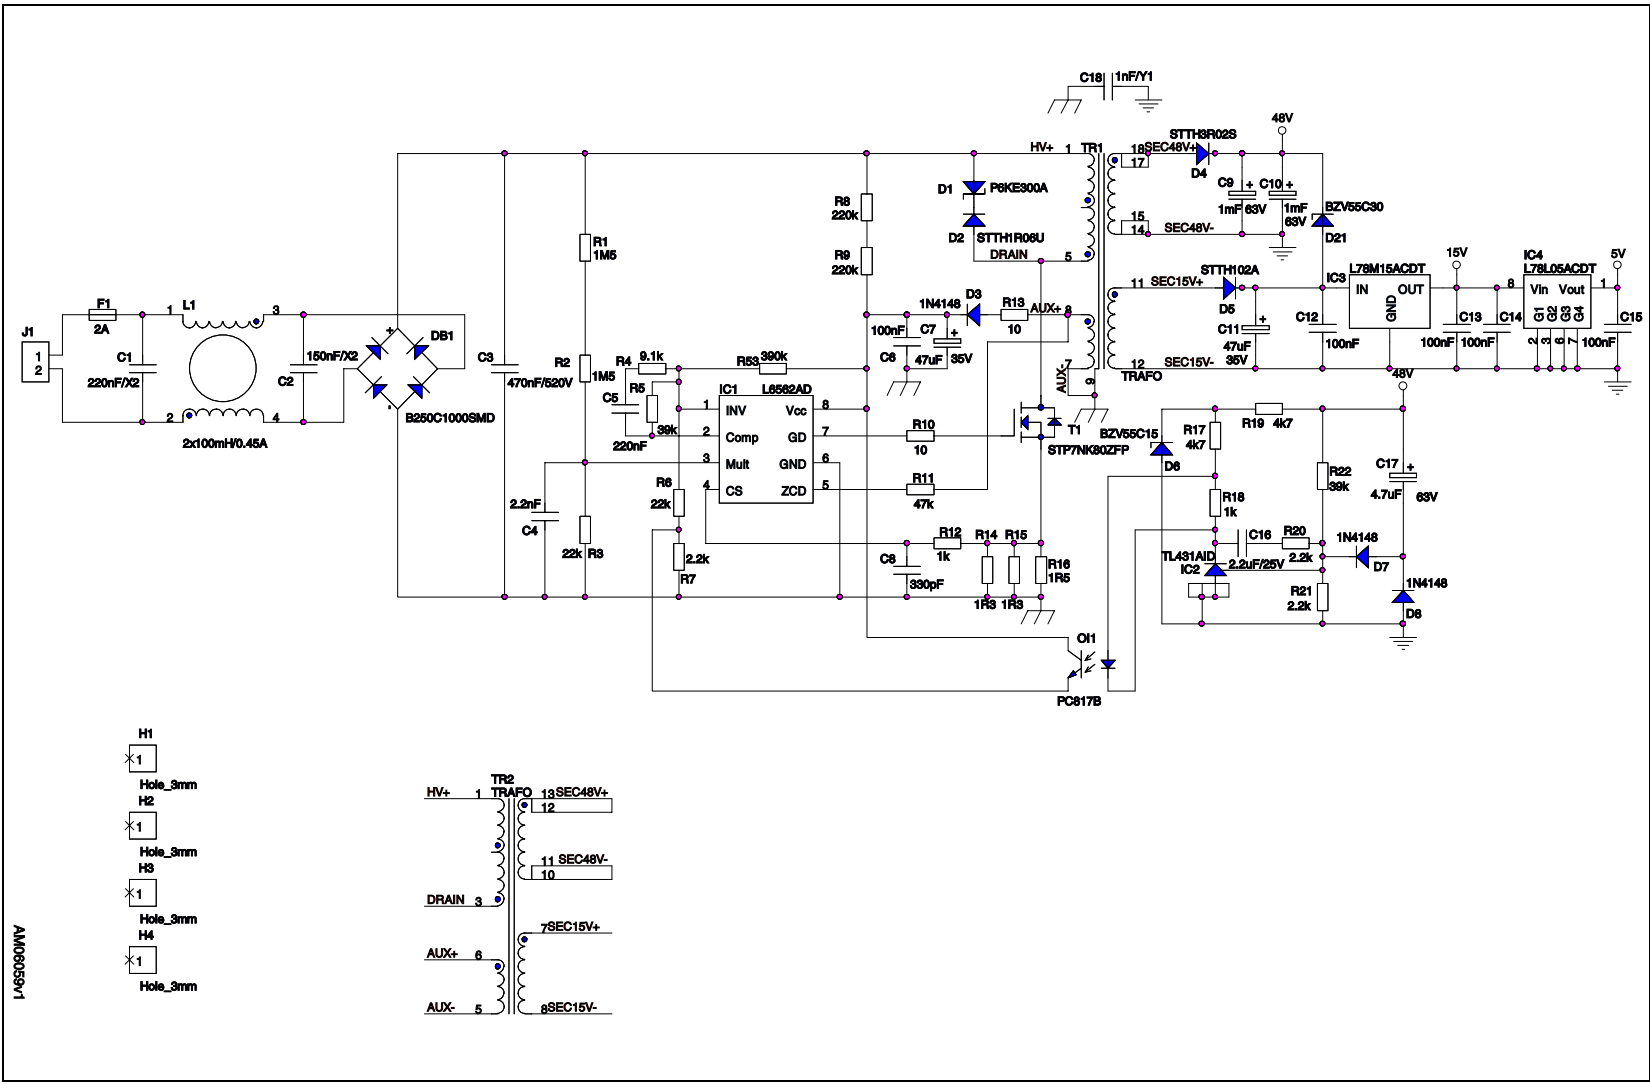 C18 1nF/Y1
48V
STTH3R02S
HV+ 1 TR1 18 SEC48V+
17
D4
D1 P6KE300A
C9 + C10 +
1mF 63V 1mF
63V
R8
220k
BZV55C30
15
14 SEC48V-
D21
D2 STTH1R06U
R1
1M5
R9
220k
DRAIN 5
STTH102A
IC3 L78M15ACDT
15V
IC4
L78L05ACDT
5V
11 SEC15V+
D5
IN OUT
GND
8 Vin Vout 1
G1 G2 G3 G4
2 3 6 7
F1
2A
1 L1 3
1N4148 D3 R13 AUX+ 8
10
100nF C7 +
C6 47uF 35V
C11 +
47uF
35V
C12
100nF
C13
100nF
C14
100nF
C15
100nF
J1
1
2
C1
220nF/X2
150nF/X2
C2
+ DB1
-
B250C1000SMD
C3
470nF/520V
R2
1M5
R4 9.1k
R53 390k
7
AUX-
9
12 SEC15V-
TRAFO
48V
2 4
2x100mH/0.45A
R5
39k
C5
220nF
IC1 L6562AD
1 INV Vcc 8
2 Comp GD 7
3 Mult GND 6
4 CS ZCD 5
R10
10
R11
47k
T1
STP7NK80ZFP
BZV55C15
D6
R17
4k7
R19 4k7
R22
39k
C17 +
4.7uF 63V
R18
1k
R6
22k
2.2nF
C4
22k R3
2.2k
R7
C8
330pF
R12
1k
R14 R15
1R3 1R3
R16
1R5
TL431AID
IC2
C16
2.2uF/25V
R20
2.2k
1N4148
D7
R21
2.2k
1N4148
D8
OI1
PC817B
H1
1
Hole_3mm
H2
1
Hole_3mm
H3
1
Hole_3mm
H4
1
Hole_3mm
TR2
HV+ 1 TRAFO 13 SEC48V+
12
11 SEC48V-
10
DRAIN 3
7 SEC15V+
AUX+ 6
AUX- 5
8 SEC15V-
AM06059v1